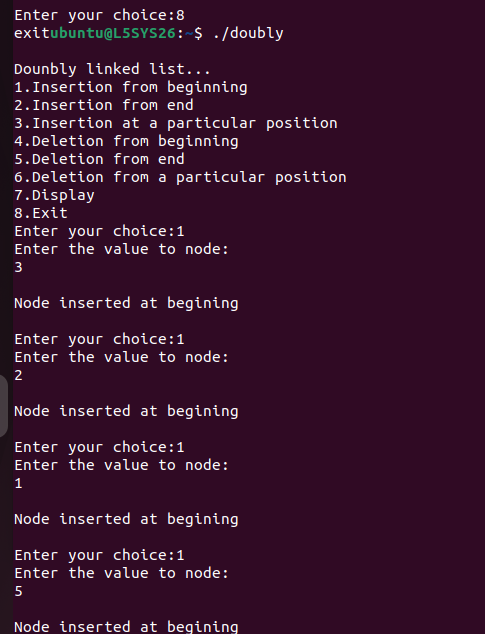 Enter your choice:8
exitubuntu@L5SYS26:~$ ./doubly
Dounbly linked list...
1.Insertion from beginning
2.Insertion from end
3.Insertion at a particular position
4.Deletion from beginning
5.Deletion from end
6.Deletion from a particular position
7.Display
8.Exit
Enter your choice:1
Enter the value to node:
3
Node inserted at begining
Enter your choice:1
Enter the value to node:
2
Node inserted at begining
Enter your choice:1
Enter the value to node:
1
Node inserted at begining
Enter your choice:1
Enter the value to node:
5
Node inserted at begining